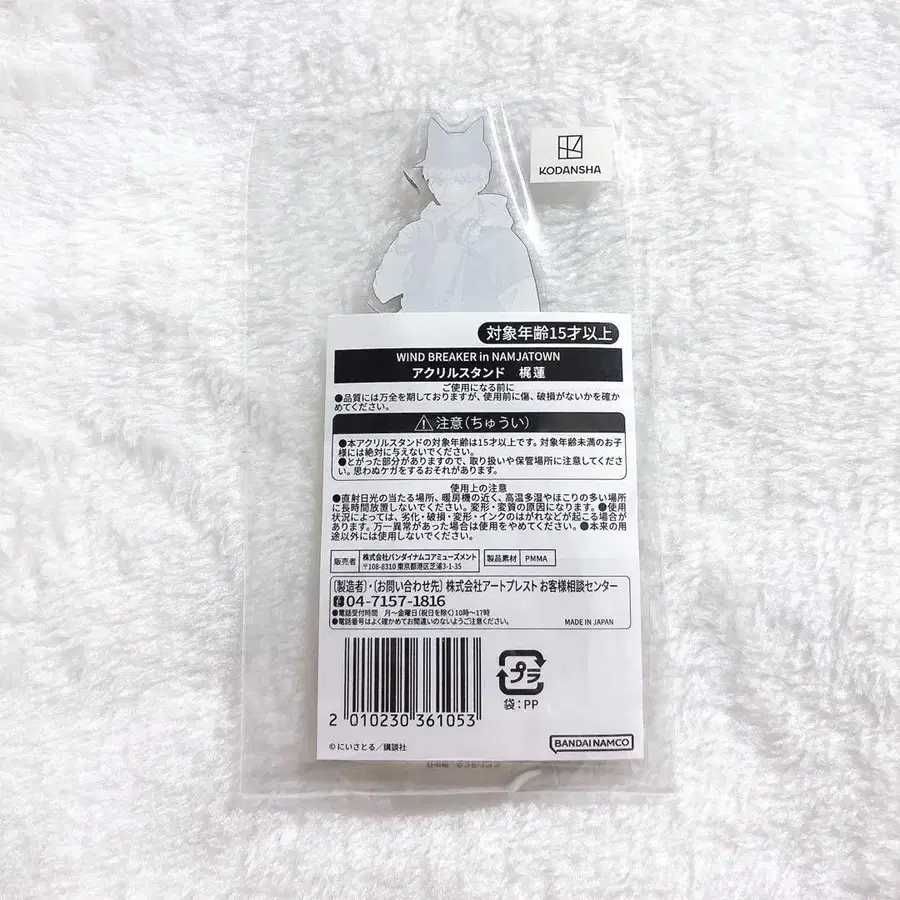 KODANSHA
対象年齢15才以上
WIND BREAKER in NAMJATOWN
アクリルスタンド 梶蓮
ご使用になる前に
●品質には万全を期しておりますが、使用前に傷、破損がないかを確か
めてください。
⚠注意(ちゅうい)
●本アクリルスタンドの対象年齢は15才以上です。対象年齢未満のお子
様には絶対に与えないでください。
●とがった部分がありますので、取り扱いや保管場所に注意してくださ
い。思わぬケガをするおそれがあります。
使用上の注意
●直射日光の当たる場所、暖房機の近く、高温多湿やほこりの多い場所
に長時間放置しないでください。変形・変質の原因になります。●使用
状況によっては、劣化・破損・変形・インクのはがれなどが起こる場合が
あります。万一異常があった場合は使用をやめてください。●本来の用
途以外には使用しないでください。
販売者 株式会社バンダイナムコアミューズメント
〒108-8310 東京都港区芝浦3-1-35
製品素材 PMMA
〔製造者〕・〔お問い合わせ先〕株式会社アートプレスト お客様相談センター
04-7157-1816
●電話受付時間 月〜金曜日(祝日を除く)10時〜17時
●電話番号はよく確かめてお間違いのないようご注意ください。
MADE IN JAPAN
2 010230 361053
プラ
袋:PP
©にいさとる/講談社
BANDAI NAMCO